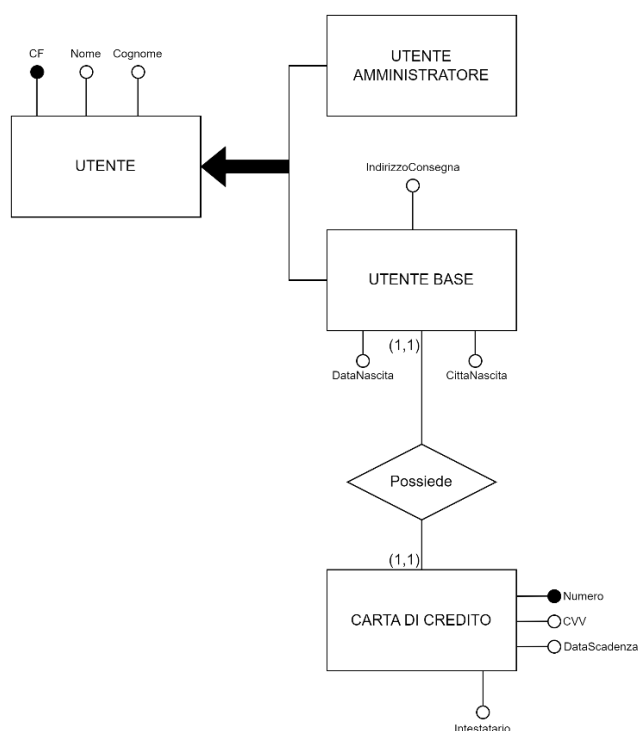 CF
Nome
Cognome
UTENTE
AMMINISTRATORE
UTENTE
IndirizzoConsegna
UTENTE BASE
(1,1)
DataNascita
CittaNascita
Possiede
(1,1)
CARTA DI CREDITO
Numero
CVV
DataScadenza
Intestatario